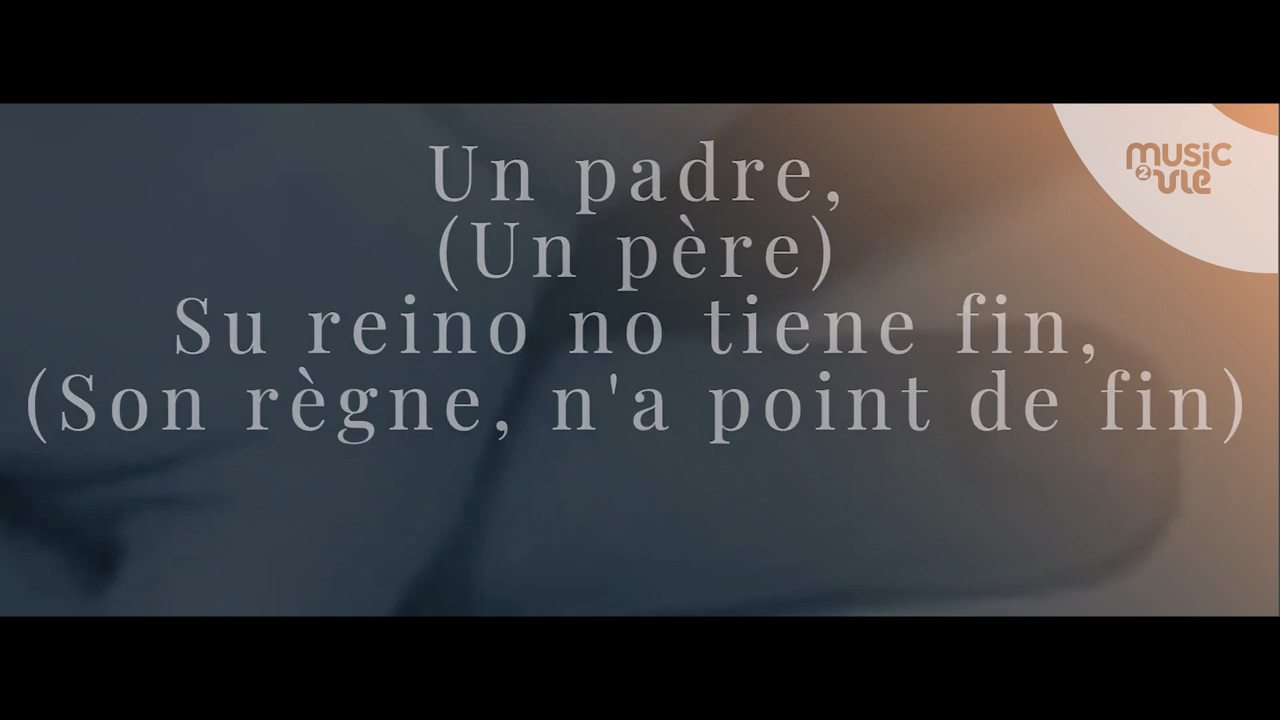 Un padre,
(Un père)
Su reino no tiene fin,
(Son règne, n'a point de fin)
music
2 vie